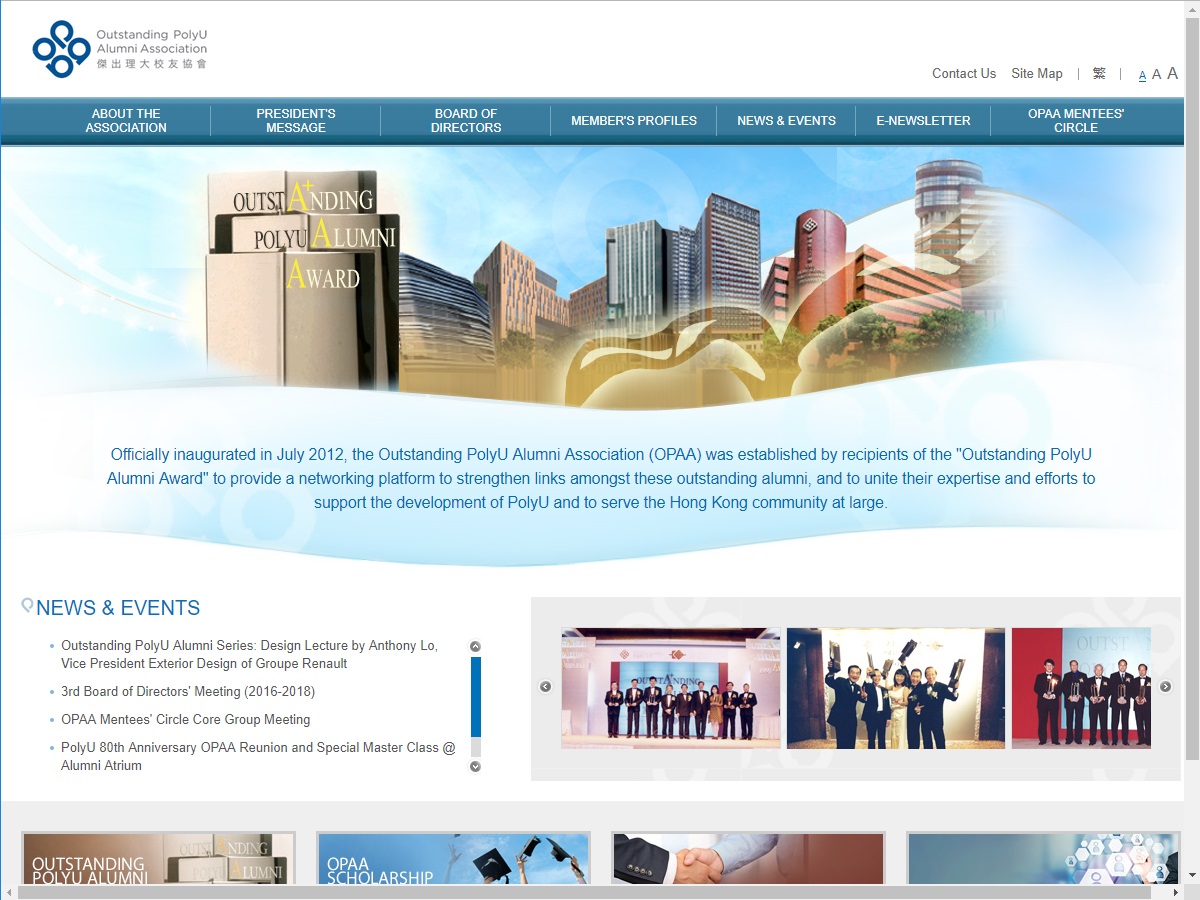 Outstanding PolyU
Alumni Association
傑出理大校友協會
Contact Us Site Map | 繁 | A A A
ABOUT THE
ASSOCIATION
PRESIDENT'S
MESSAGE
BOARD OF
DIRECTORS
MEMBER'S PROFILES
NEWS & EVENTS
E-NEWSLETTER
OPAA MENTEES'
CIRCLE
OUTSTA+NDING
POLYU ALUMNI
AWARD
Officially inaugurated in July 2012, the Outstanding PolyU Alumni Association (OPAA) was established by recipients of the "Outstanding PolyU
Alumni Award" to provide a networking platform to strengthen links amongst these outstanding alumni, and to unite their expertise and efforts to
support the development of PolyU and to serve the Hong Kong community at large.
NEWS & EVENTS
Outstanding PolyU Alumni Series: Design Lecture by Anthony Lo,
Vice President Exterior Design of Groupe Renault
3rd Board of Directors' Meeting (2016-2018)
OPAA Mentees' Circle Core Group Meeting
PolyU 80th Anniversary OPAA Reunion and Special Master Class @
Alumni Atrium
OUTSTANDING
OUTST
OUTSTANDING
POLYU ALUMNI
OUTSTANDING
ALUMNI
OPAA
SCHOLARSHIP